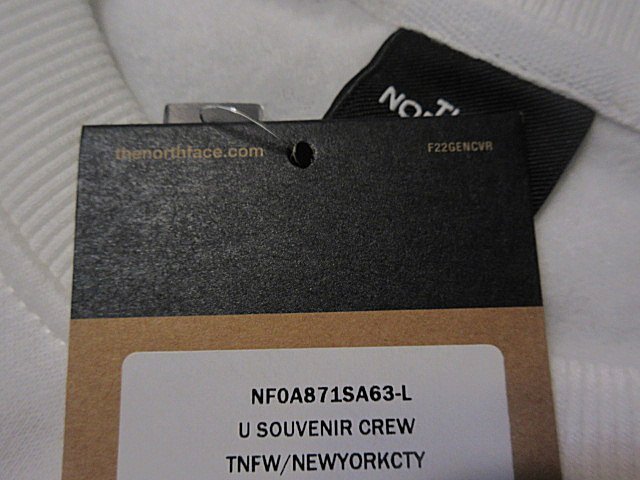 thenorthface.com
F22GENCVR
NF0A871SA63-L
U SOUVENIR CREW
TNFW/NEWYORKCTY